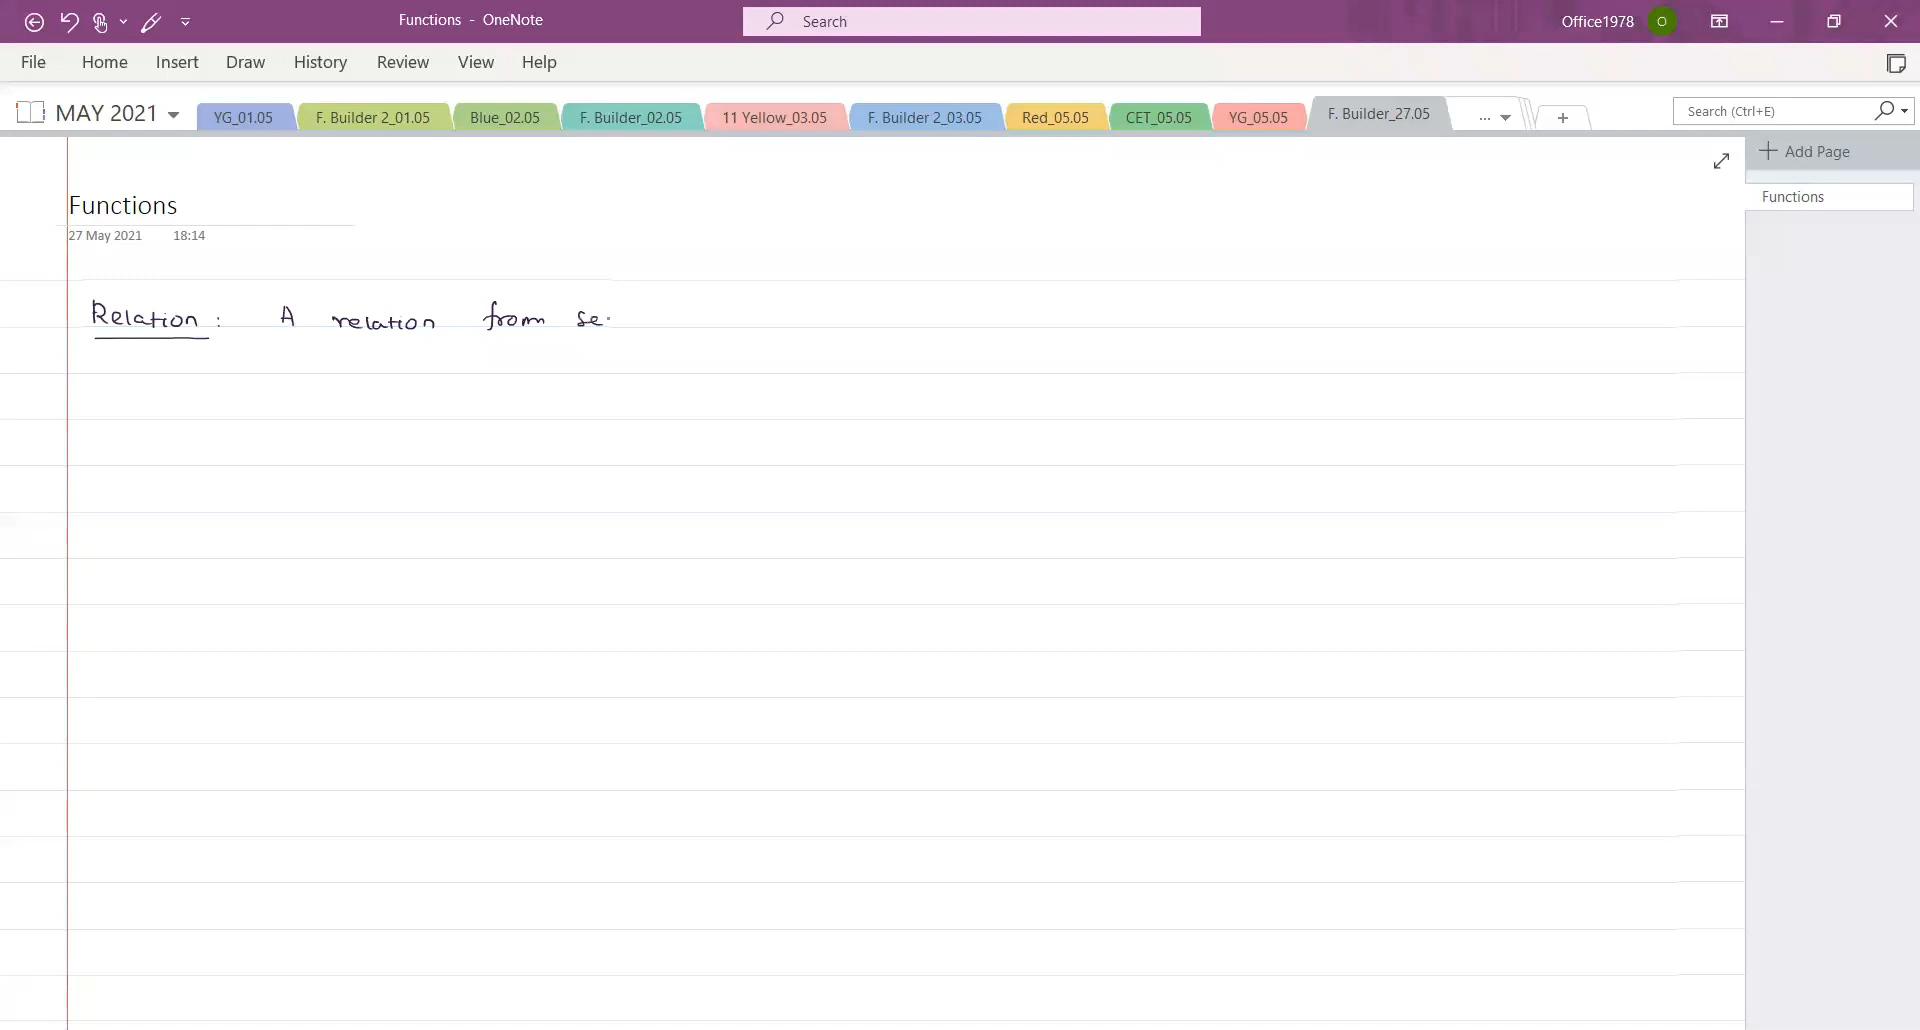 Functions - OneNote
Search
Office1978
O
File Home Insert Draw History Review View Help
MAY 2021
YG_01.05
F. Builder 2_01.05
Blue_02.05
F. Builder_02.05
11 Yellow_03.05
F. Builder 2_03.05
Red_05.05
CET_05.05
YG_05.05
F. Builder_27.05
...
Search (Ctrl+E)
Add Page
Functions
Functions
27 May 2021 18:14
Relation : A relation from se